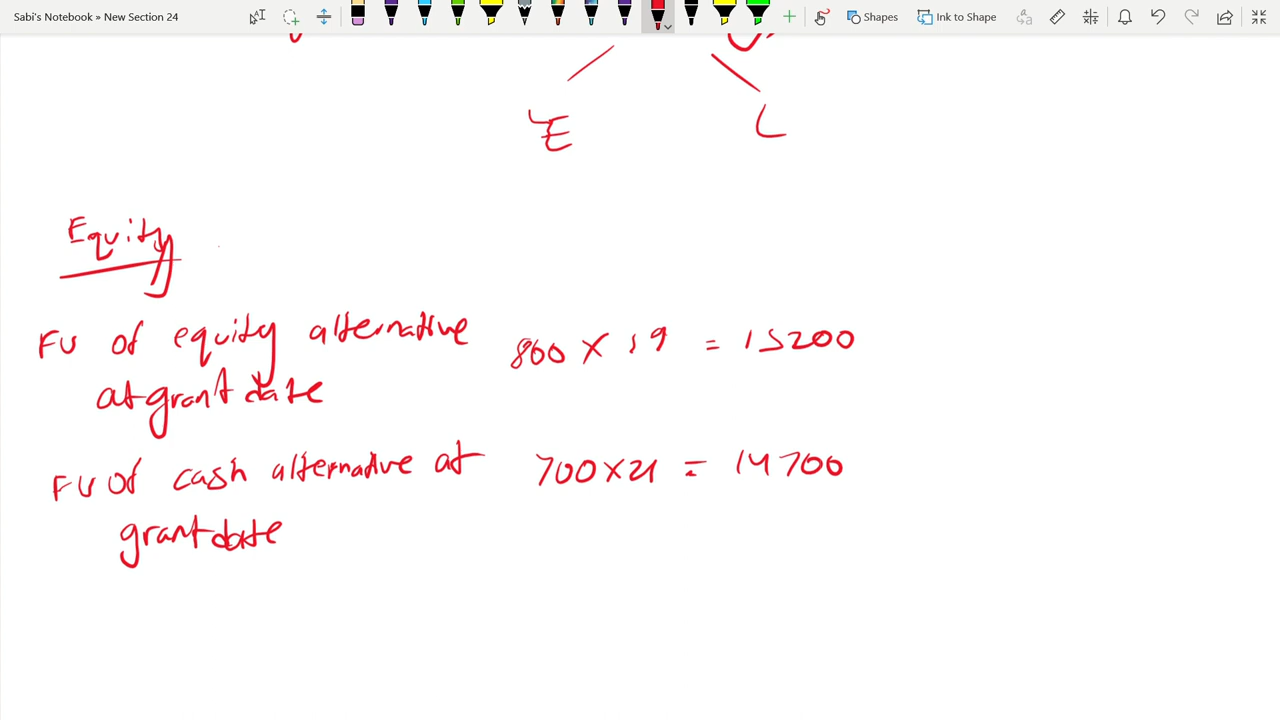 Sabi's Notebook » New Section 24
Shapes
Ink to Shape
E
L
Equity
FV of equity alternative 800 × 19 = 15200
at grant date
FV of cash alternative at 700 × 21 = 14700
grant date